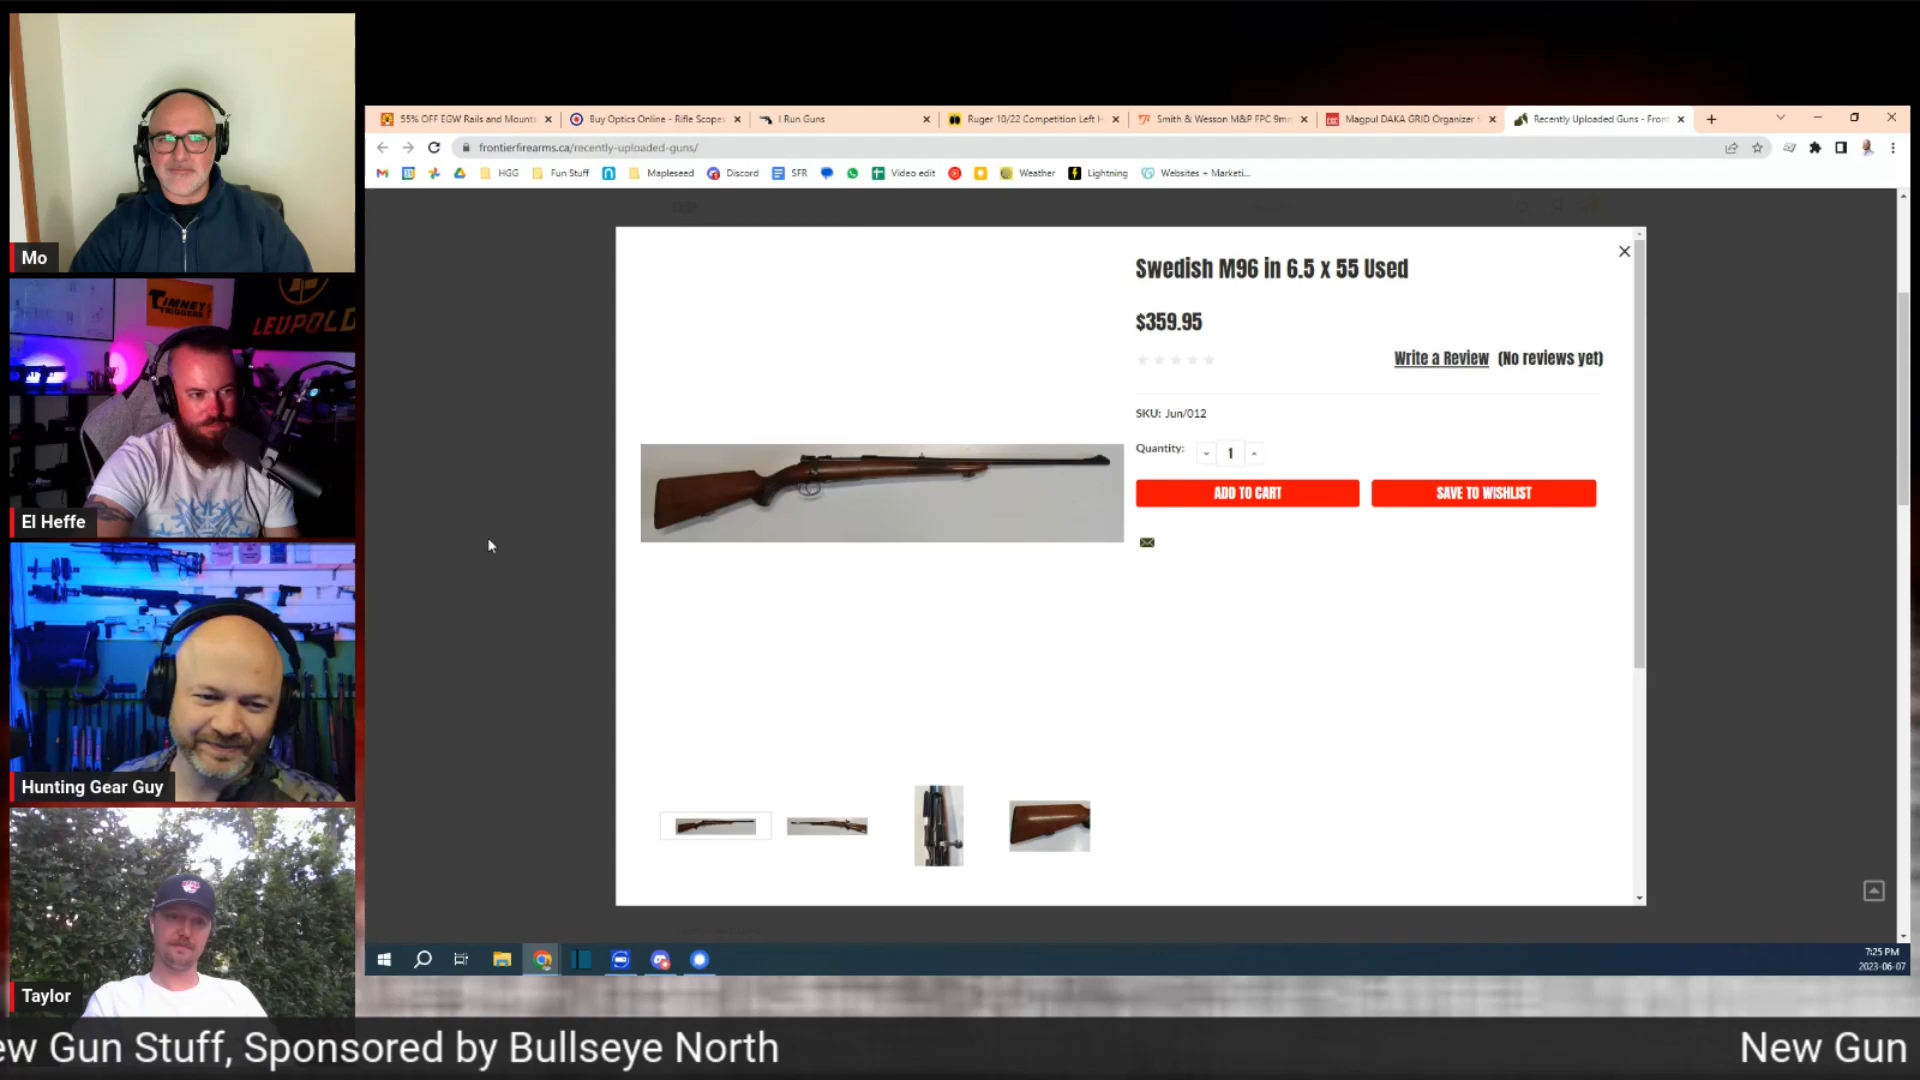 Mo
TIMNEY
TRIGGERS
LEUPOLD
El Heffe
Hunting Gear Guy
Taylor
55% OFF EGW Rails and Mounts
Buy Optics Online - Rifle Scopes
I Run Guns
Ruger 10/22 Competition Left H
Smith & Wesson M&P FPC 9mm
Magpul DAKA GRID Organizer
Recently Uploaded Guns - Fron
frontierfirearms.ca/recently-uploaded-guns/
HGG
Fun Stuff
Mapleseed
Discord
SFR
Video edit
Weather
Lightning
Websites + Marketi...
Swedish M96 in 6.5 x 55 Used
$359.95
Write a Review (No reviews yet)
SKU: Jun/012
Quantity: 1
ADD TO CART
SAVE TO WISHLIST
7:25 PM
2023-06-07
ew Gun Stuff, Sponsored by Bullseye North
New Gun